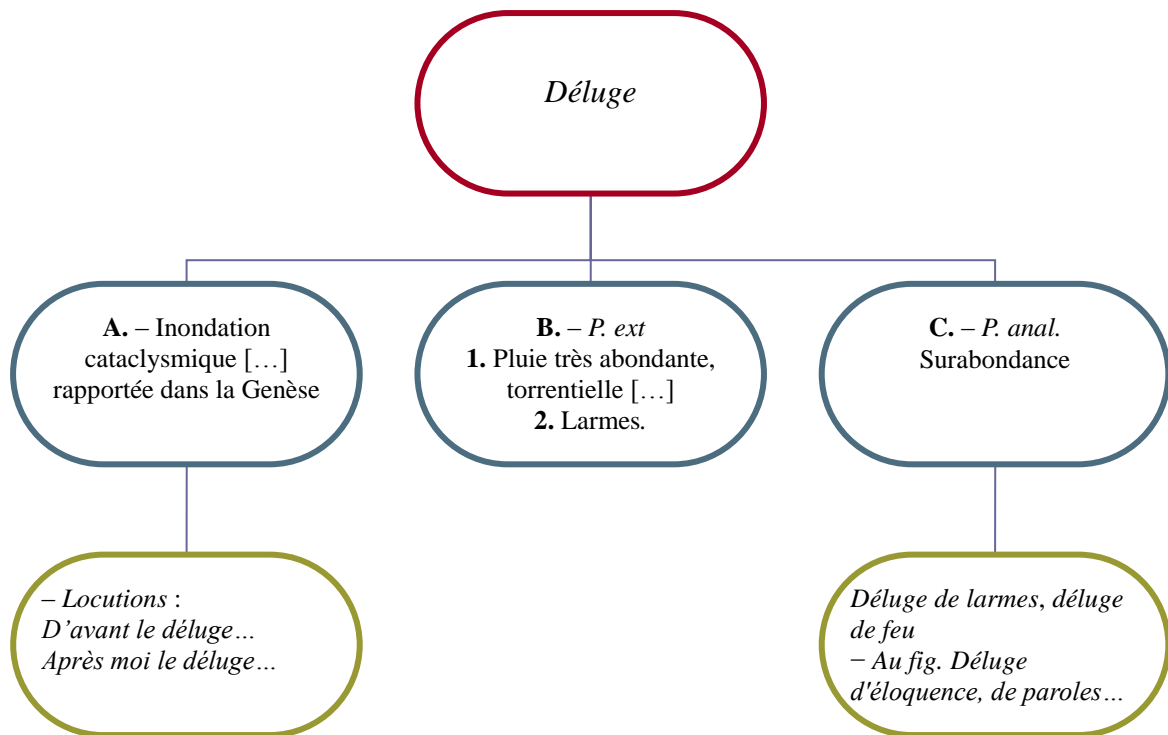 Déluge
A. – Inondation
cataclysmique […]
rapportée dans la Genèse
B. – P. ext
1. Pluie très abondante,
torrentielle […]
2. Larmes.
C. – P. anal.
Surabondance
– Locutions :
D’avant le déluge…
Après moi le déluge…
Déluge de larmes, déluge
de feu
− Au fig. Déluge
d'éloquence, de paroles…